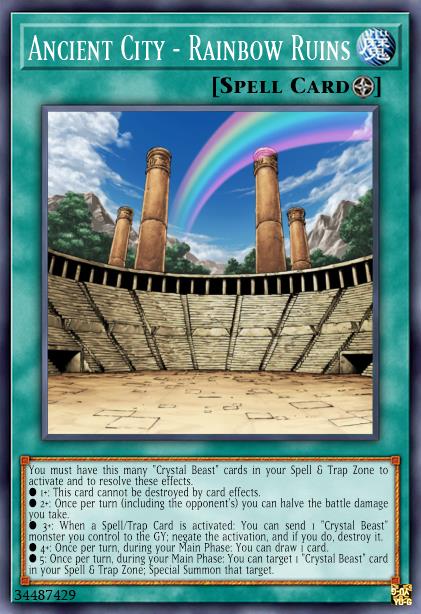 Ancient City - Rainbow Ruins
魔
[Spell Card]
You must have this many "Crystal Beast" cards in your Spell & Trap Zone to
activate and to resolve these effects.
● 1+: This card cannot be destroyed by card effects.
● 2+: Once per turn (including the opponent's) you can halve the battle damage
you take.
● 3+: When a Spell/Trap Card is activated: You can send 1 "Crystal Beast"
monster you control to the GY; negate the activation, and if you do, destroy it.
● 4+: Once per turn, during your Main Phase: You can draw 1 card.
● 5: Once per turn, during your Main Phase: You can target 1 "Crystal Beast" card
in your Spell & Trap Zone; Special Summon that target.
34487429